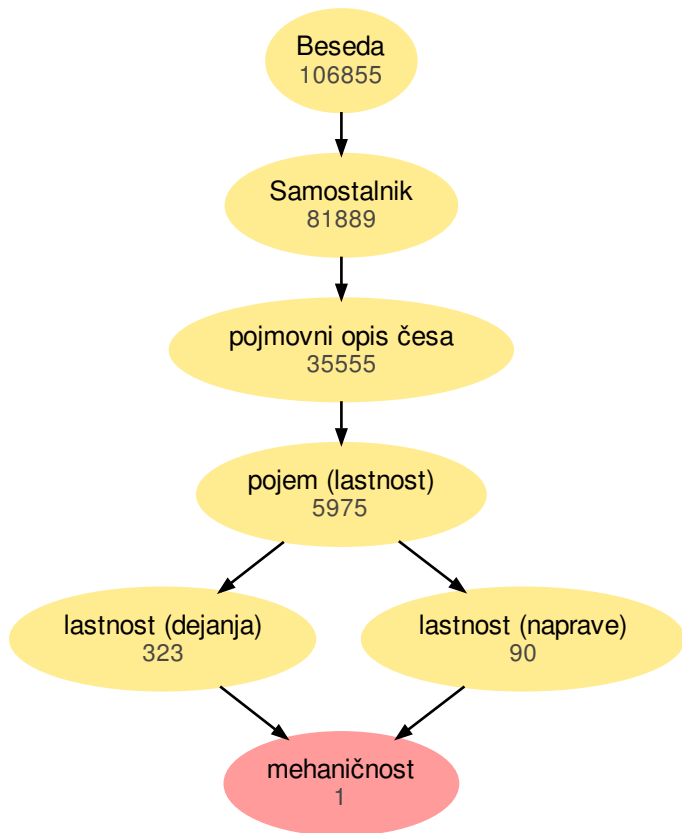 Beseda
106855
Samostalnik
81889
pojmovni opis česa
35555
pojem (lastnost)
5975
lastnost (dejanja)
323
lastnost (naprave)
90
mehaničnost
1